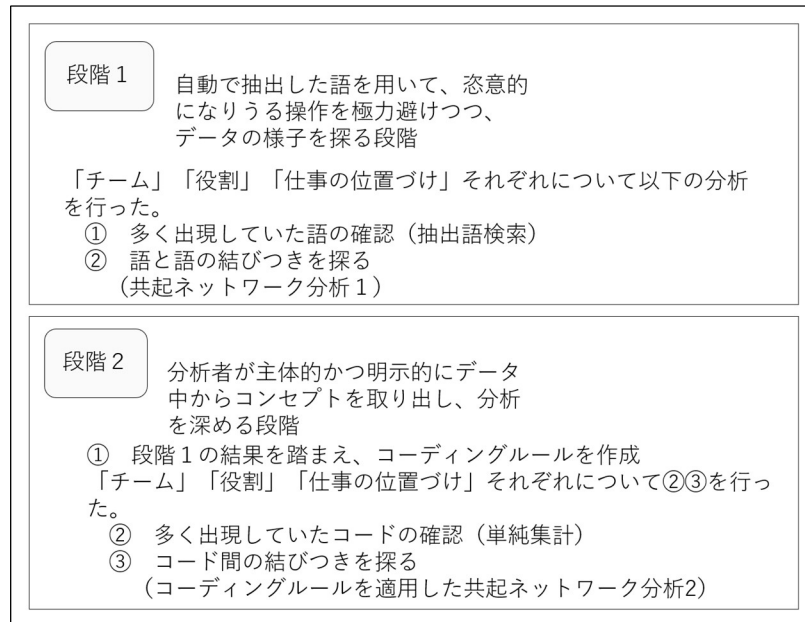 段階１
自動で抽出した語を用いて、恣意的
になりうる操作を極力避けつつ、
データの様子を探る段階
「チーム」「役割」「仕事の位置づけ」それぞれについて以下の分析
を行った。
① 多く出現していた語の確認（抽出語検索）
② 語と語の結びつきを探る
（共起ネットワーク分析１）
段階２
分析者が主体的かつ明示的にデータ
中からコンセプトを取り出し、分析
を深める段階
① 段階１の結果を踏まえ、コーディングルールを作成
「チーム」「役割」「仕事の位置づけ」それぞれについて②③を行っ
た。
② 多く出現していたコードの確認（単純集計）
③ コード間の結びつきを探る
（コーディングルールを適用した共起ネットワーク分析2）